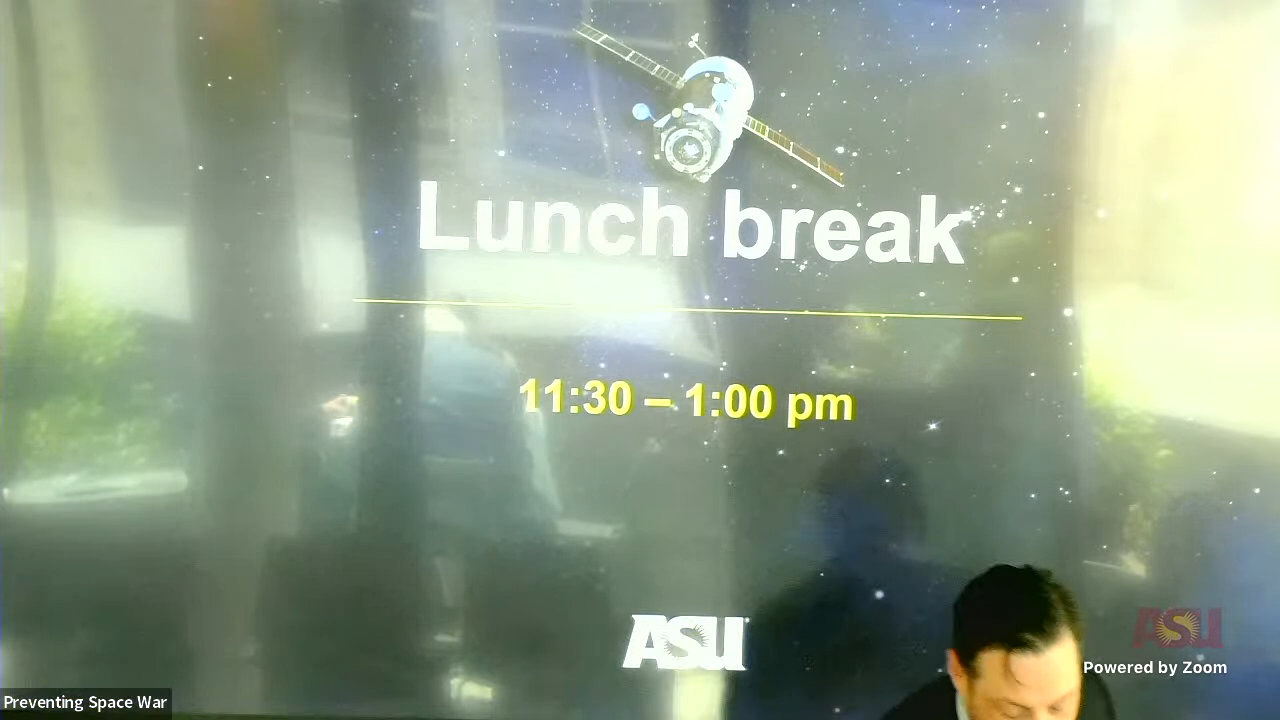 Lunch break
11:30 – 1:00 pm
ASU
ASU
Powered by Zoom
Preventing Space War